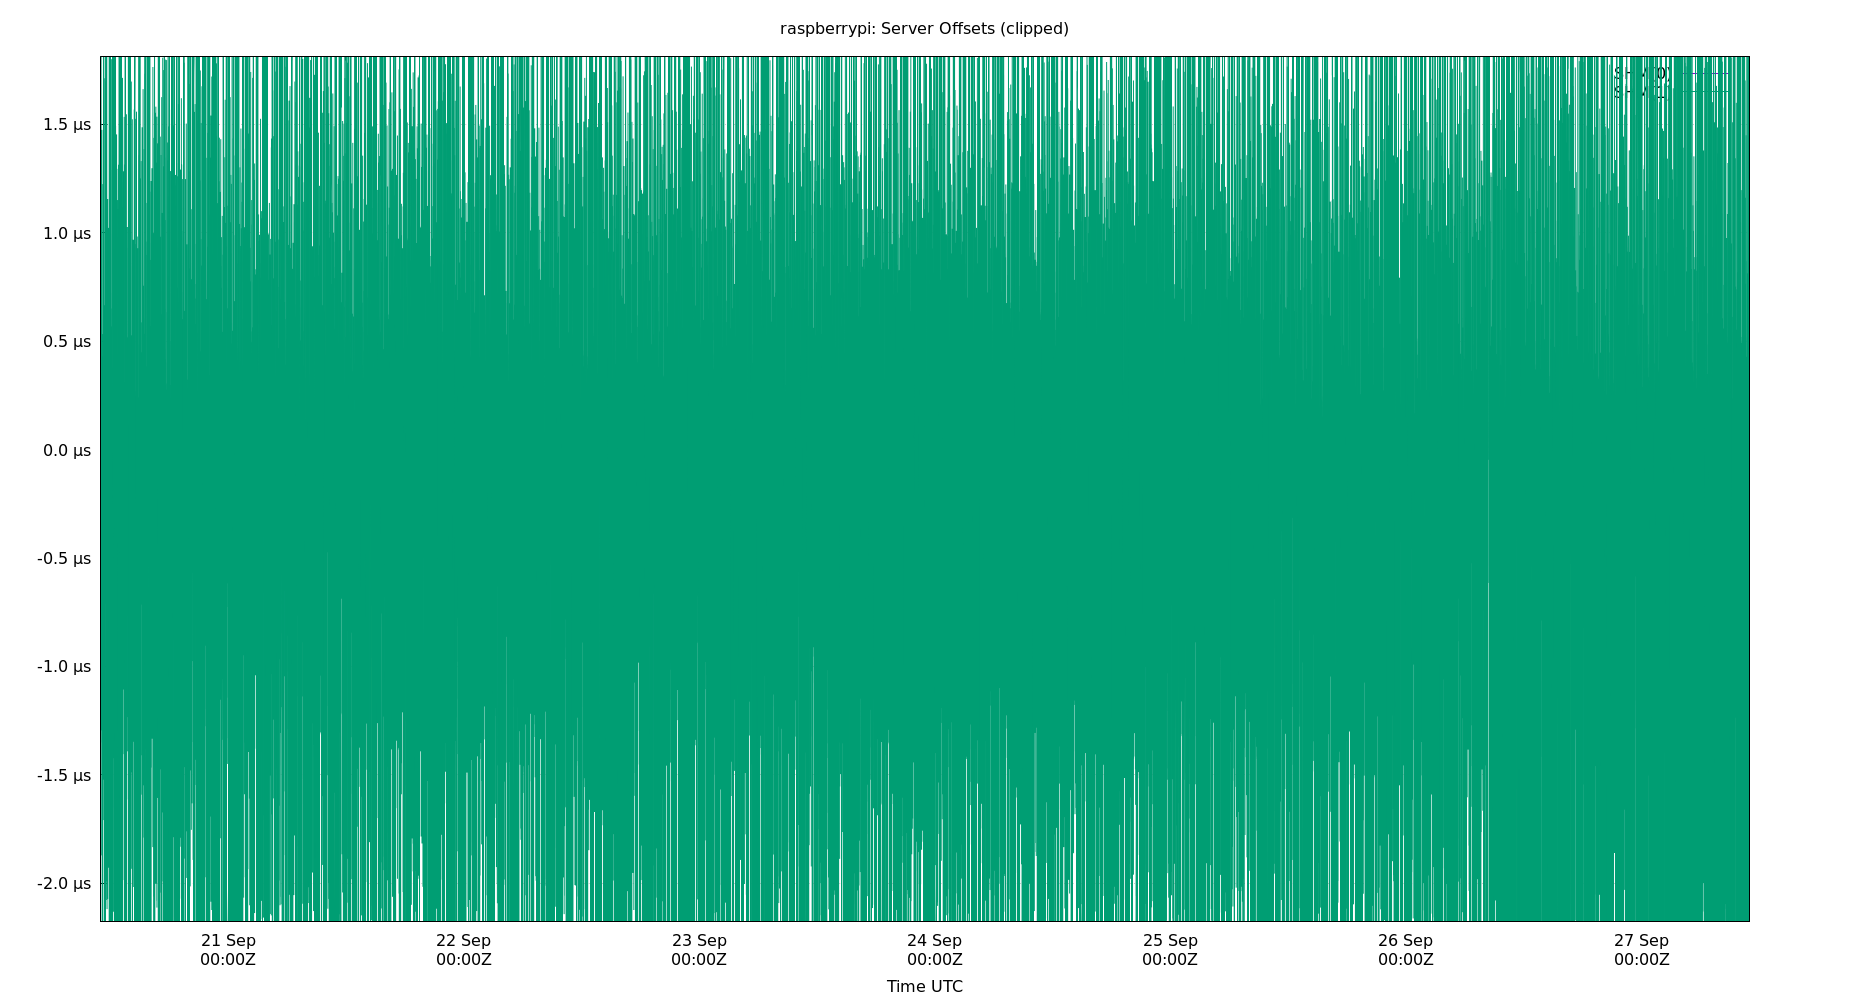 raspberrypi: Server Offsets (clipped)
SHM(0)
1.5 µs
1.0 µs
0.5 µs
0.0 µs
-0.5 µs
-1.0 µs
-1.5 µs
-2.0 µs
21 Sep 22 Sep 23 Sep 24 Sep 25 Sep 26 Sep 27 Sep
00:00Z 00:00Z 00:00Z 00:00Z 00:00Z 00:00Z 00:00Z
Time UTC